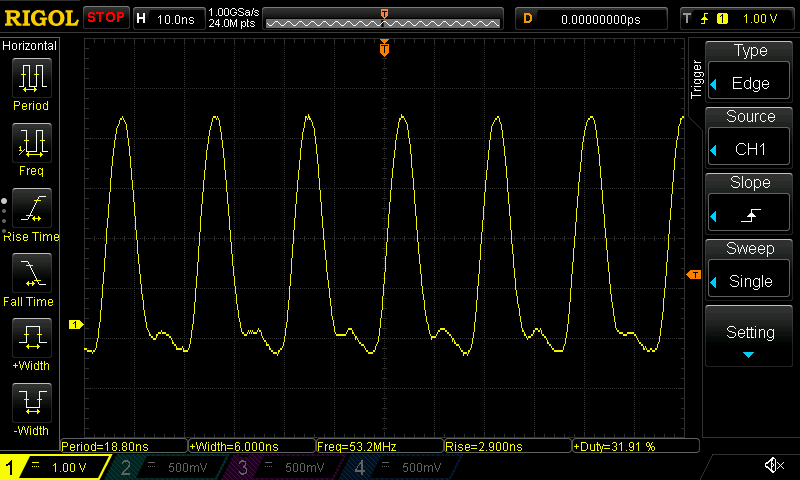 RIGOL STOP H 10.0ns 1.00GSa/s 24.0M pts T D 0.00000000ps T 1 1.00 V
Horizontal
Period
Freq
Rise Time
Fall Time
+Width
-Width
T
1
T
Trigger
Type
Edge
Source
CH1
Slope
Sweep
Single
Setting
Period=18.80ns +Width=6.000ns Freq=53.2MHz Rise=2.900ns +Duty=31.91 %
1 1.00 V 2 500mV 3 500mV 4 500mV